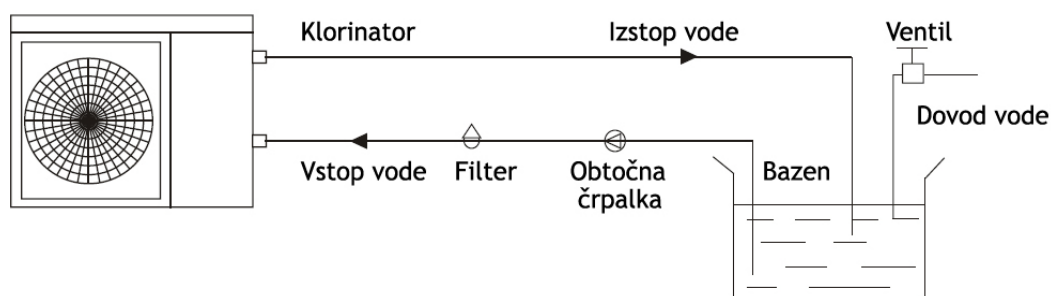 Klorinator
Izstop vode
Ventil
Dovod vode
Vstop vode
Filter
Obtočna
črpalka
Bazen